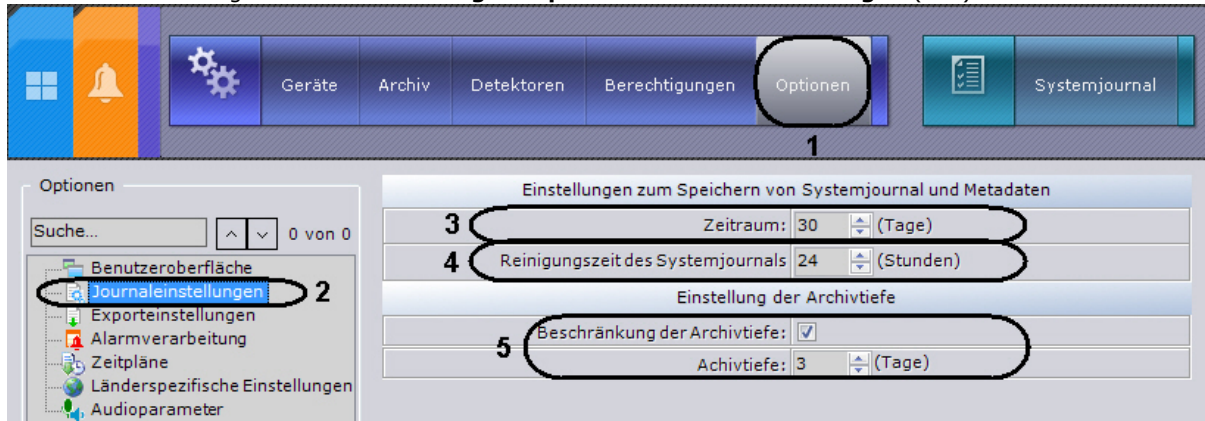 Geräte
Archiv
Detektoren
Berechtigungen
Optionen
Systemjournal
1
Optionen
Suche...
0 von 0
Benutzeroberfläche
Journaleinstellungen
2
Exporteinstellungen
Alarmverarbeitung
Zeitpläne
Länderspezifische Einstellungen
Audioparameter
Einstellungen zum Speichern von Systemjournal und Metadaten
3 Zeitraum: 30 (Tage)
4 Reinigungszeit des Systemjournals 24 (Stunden)
Einstellung der Archivtiefe
5
Beschränkung der Archivtiefe:
Achivtiefe: 3 (Tage)